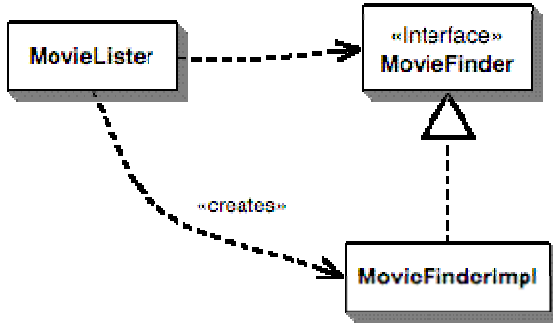 «Interface»
MovieLister
MovieFinder
«creates»
MovieFinderImpl